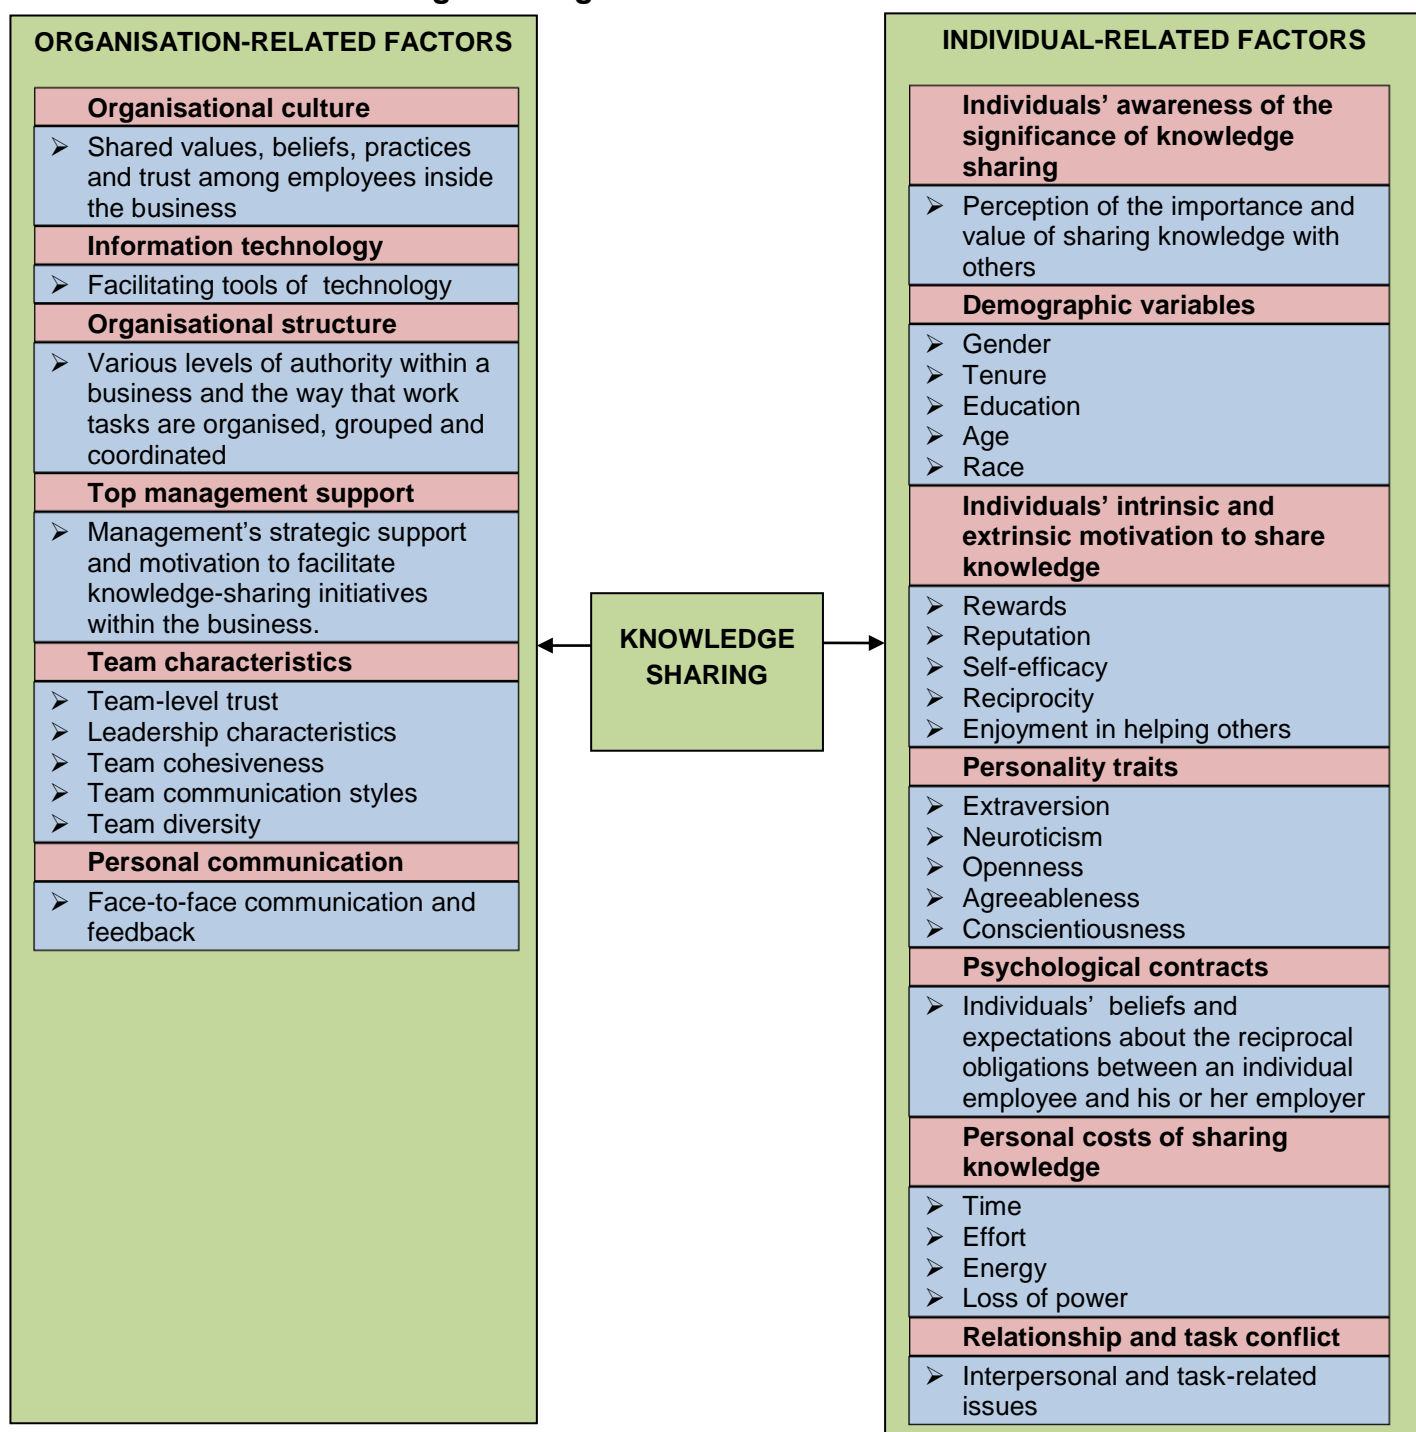 ORGANISATION-RELATED FACTORS
Organisational culture
➢ Shared values, beliefs, practices
and trust among employees inside
the business
Information technology
➢ Facilitating tools of technology
Organisational structure
➢ Various levels of authority within a
business and the way that work
tasks are organised, grouped and
coordinated
Top management support
➢ Management’s strategic support
and motivation to facilitate
knowledge-sharing initiatives
within the business.
Team characteristics
➢ Team-level trust
➢ Leadership characteristics
➢ Team cohesiveness
➢ Team communication styles
➢ Team diversity
Personal communication
➢ Face-to-face communication and
feedback
KNOWLEDGE
SHARING
INDIVIDUAL-RELATED FACTORS
Individuals’ awareness of the
significance of knowledge
sharing
➢ Perception of the importance and
value of sharing knowledge with
others
Demographic variables
➢ Gender
➢ Tenure
➢ Education
➢ Age
➢ Race
Individuals’ intrinsic and
extrinsic motivation to share
knowledge
➢ Rewards
➢ Reputation
➢ Self-efficacy
➢ Reciprocity
➢ Enjoyment in helping others
Personality traits
➢ Extraversion
➢ Neuroticism
➢ Openness
➢ Agreeableness
➢ Conscientiousness
Psychological contracts
➢ Individuals’ beliefs and
expectations about the reciprocal
obligations between an individual
employee and his or her employer
Personal costs of sharing
knowledge
➢ Time
➢ Effort
➢ Energy
➢ Loss of power
Relationship and task conflict
➢ Interpersonal and task-related
issues